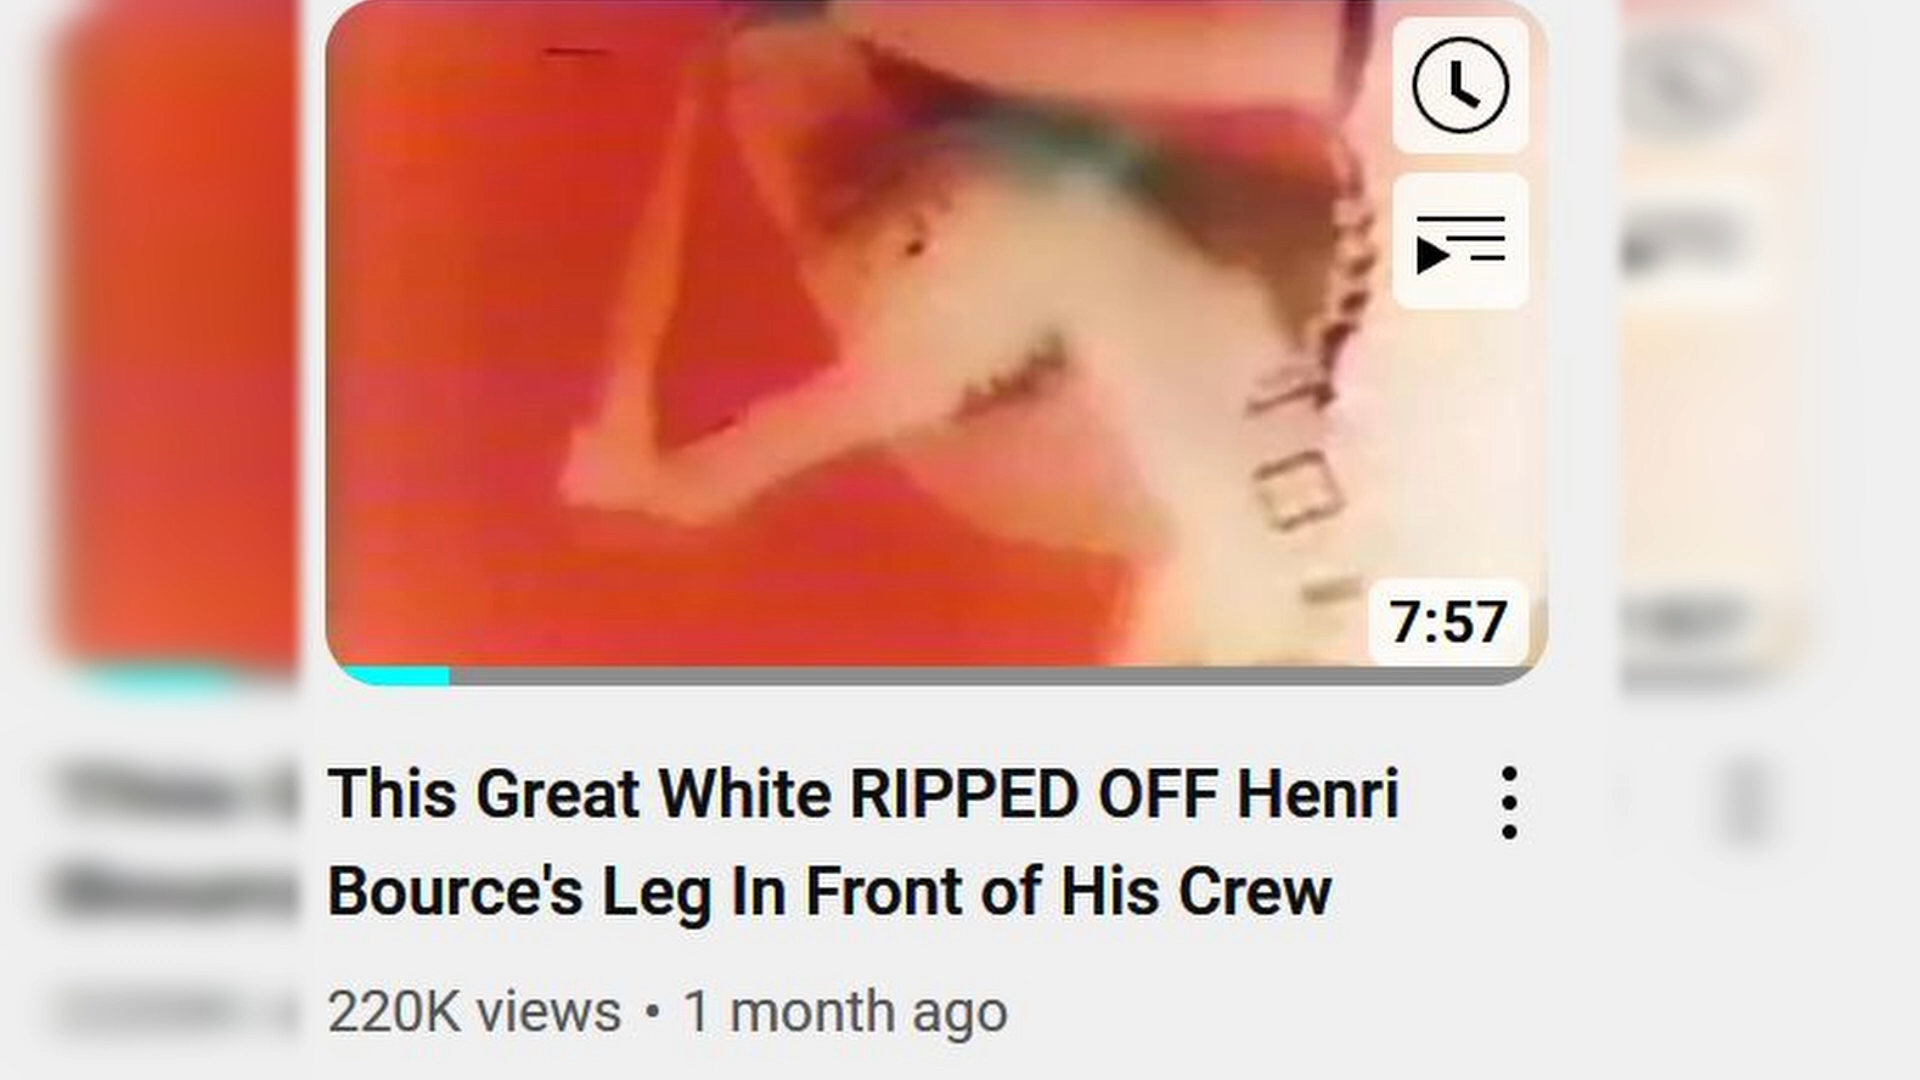 7:57
This Great White RIPPED OFF Henri
Bource's Leg In Front of His Crew
220K views • 1 month ago